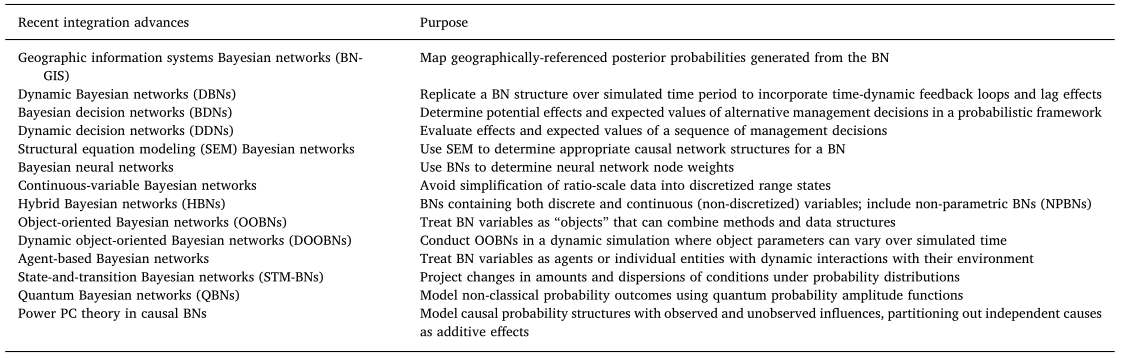 Recent integration advances Purpose
Geographic information systems Bayesian networks (BN- Map geographically-referenced posterior probabilities generated from the BN
GIS)
Dynamic Bayesian networks (DBNs) Replicate a BN structure over simulated time period to incorporate time-dynamic feedback loops and lag effects
Bayesian decision networks (BDNs) Determine potential effects and expected values of alternative management decisions in a probabilistic framework
Dynamic decision networks (DDNs) Evaluate effects and expected values of a sequence of management decisions
Structural equation modeling (SEM) Bayesian networks Use SEM to determine appropriate causal network structures for a BN
Bayesian neural networks Use BNs to determine neural network node weights
Continuous-variable Bayesian networks Avoid simplification of ratio-scale data into discretized range states
Hybrid Bayesian networks (HBNs) BNs containing both discrete and continuous (non-discretized) variables; include non-parametric BNs (NPBNs)
Object-oriented Bayesian networks (OOBNs) Treat BN variables as “objects” that can combine methods and data structures
Dynamic object-oriented Bayesian networks (DOOBNs) Conduct OOBNs in a dynamic simulation where object parameters can vary over simulated time
Agent-based Bayesian networks Treat BN variables as agents or individual entities with dynamic interactions with their environment
State-and-transition Bayesian networks (STM-BNs) Project changes in amounts and dispersions of conditions under probability distributions
Quantum Bayesian networks (QBNs) Model non-classical probability outcomes using quantum probability amplitude functions
Power PC theory in causal BNs Model causal probability structures with observed and unobserved influences, partitioning out independent causes
as additive effects